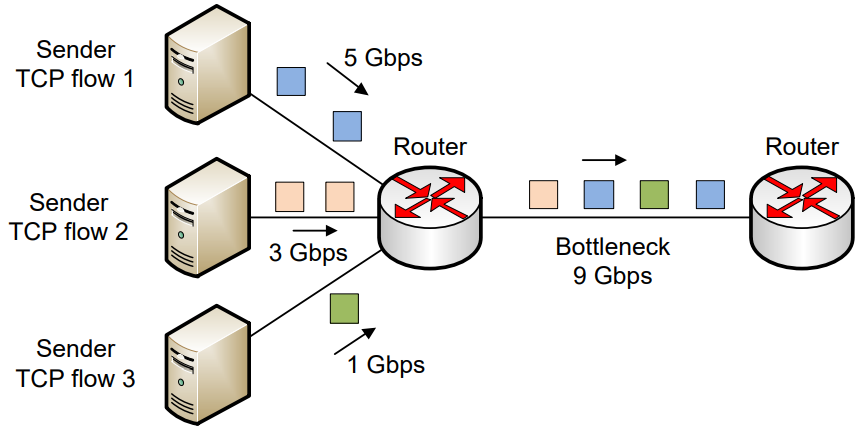 Sender
TCP flow 1
5 Gbps
Router
Router
Sender
TCP flow 2
3 Gbps
Bottleneck
9 Gbps
Sender
TCP flow 3
1 Gbps